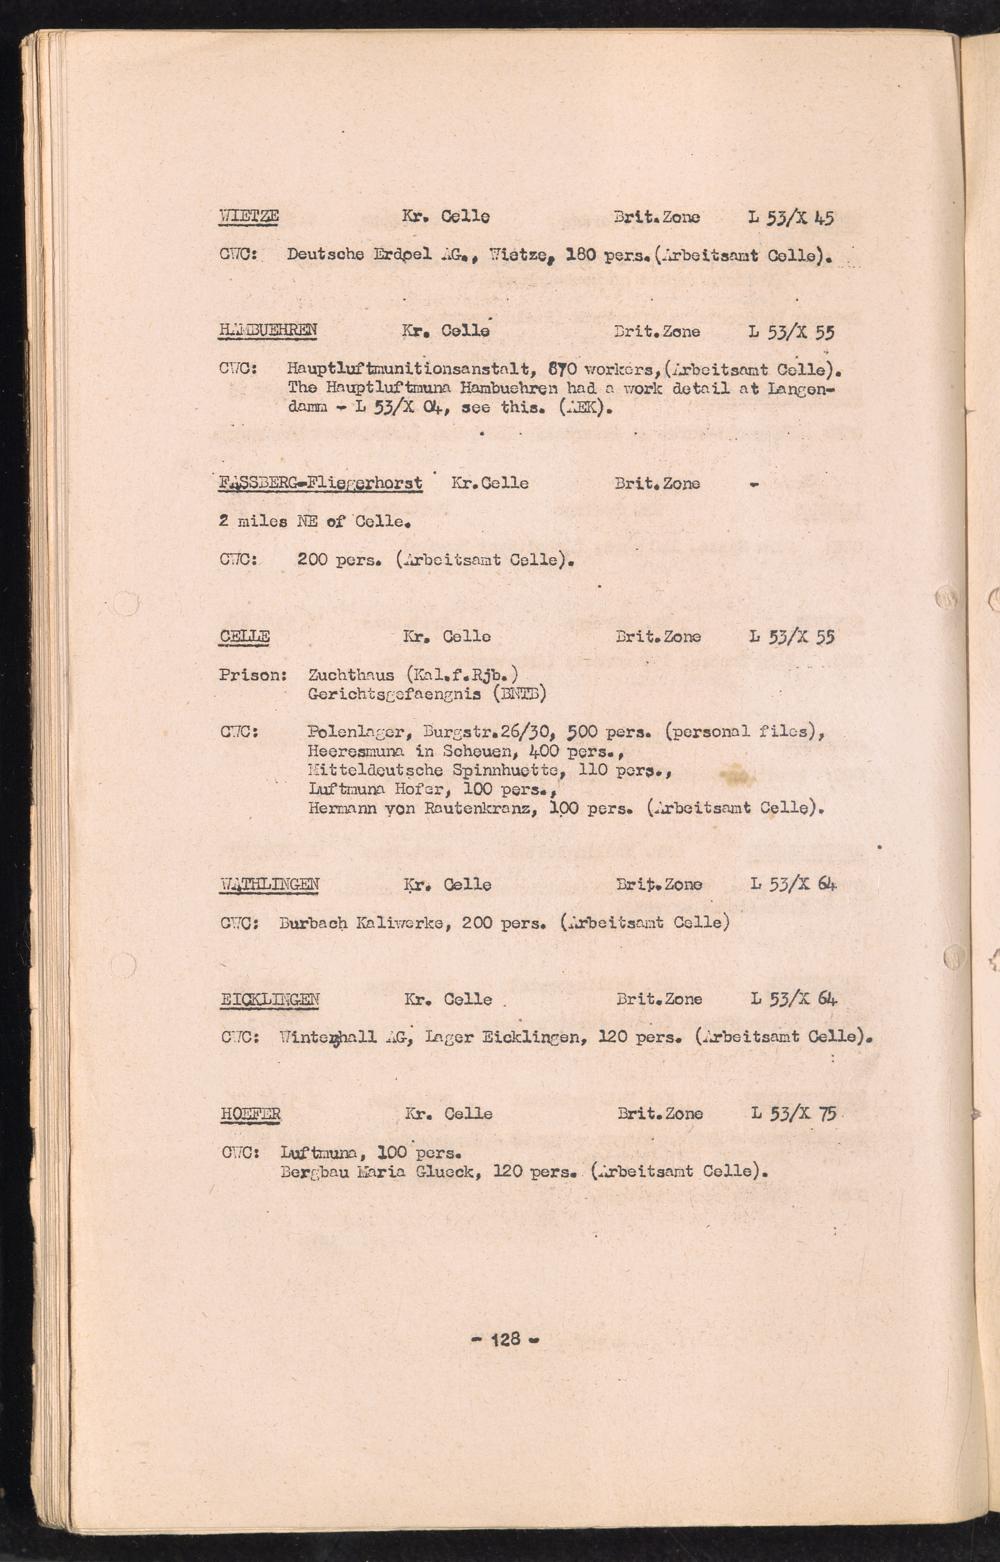 WIETZE Kr. Celle Brit.Zone L 53/X 45
CWC: Deutsche Erdoel AG., Wietze, 180 pers.(Arbeitsamt Celle).
HAMBUEHREN Kr. Celle Brit.Zone L 53/X 55
CWC: Hauptluftmunitionsanstalt, 870 workers,(Arbeitsamt Celle).
The Hauptluftmuna Hambuehren had a work detail at Langen-
damm - L 53/X 04, see this. (AEK).
FASSBERG-Fliegerhorst Kr.Celle Brit.Zone -
2 miles NE of Celle.
CWC: 200 pers. (Arbeitsamt Celle).
CELLE Kr. Celle Brit.Zone L 53/X 55
Prison: Zuchthaus (Kal.f.Rjb.)
Gerichtsgefaengnis (BNTB)
CWC: Polenlager, Burgstr.26/30, 500 pers. (personal files),
Heeresmuna in Scheuen, 400 pers.,
Mitteldeutsche Spinnhuette, 110 pers.,
Luftmuna Hofer, 100 pers.,
Hermann von Rautenkranz, 100 pers. (Arbeitsamt Celle).
WATHLINGEN Kr. Celle Brit.Zone L 53/X 64
CWC: Burbach Kaliwerke, 200 pers. (Arbeitsamt Celle)
EICKLINGEN Kr. Celle Brit.Zone L 53/X 64
CWC: Wintershall AG, Lager Eicklingen, 120 pers. (Arbeitsamt Celle).
HOEFER Kr. Celle Brit.Zone L 53/X 75
CWC: Luftmuna, 100 pers.
Bergbau Maria Glueck, 120 pers. (Arbeitsamt Celle).
- 128 -